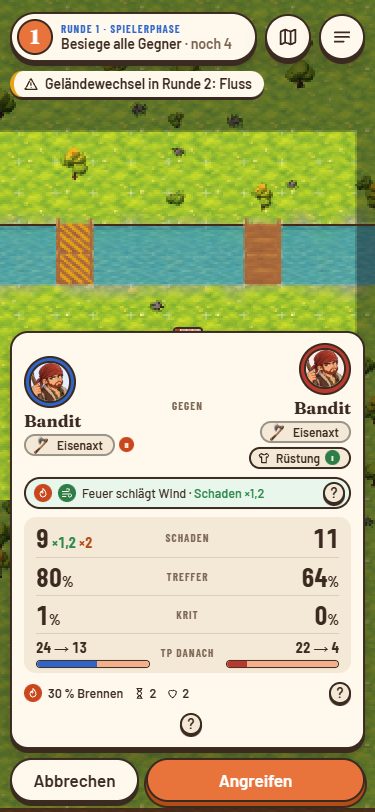 1
RUNDE 1 · SPIELERPHASE
Besiege alle Gegner · noch 4
Geländewechsel in Runde 2: Fluss
Bandit
GEGEN
Bandit
Eisenaxt
Eisenaxt
Rüstung
Feuer schlägt Wind · Schaden ×1,2
?
9 ×1,2 ×2
SCHADEN
11
80%
TREFFER
64%
1%
KRIT
0%
24 → 13
TP DANACH
22 → 4
30 % Brennen
2
2
?
?
Abbrechen
Angreifen